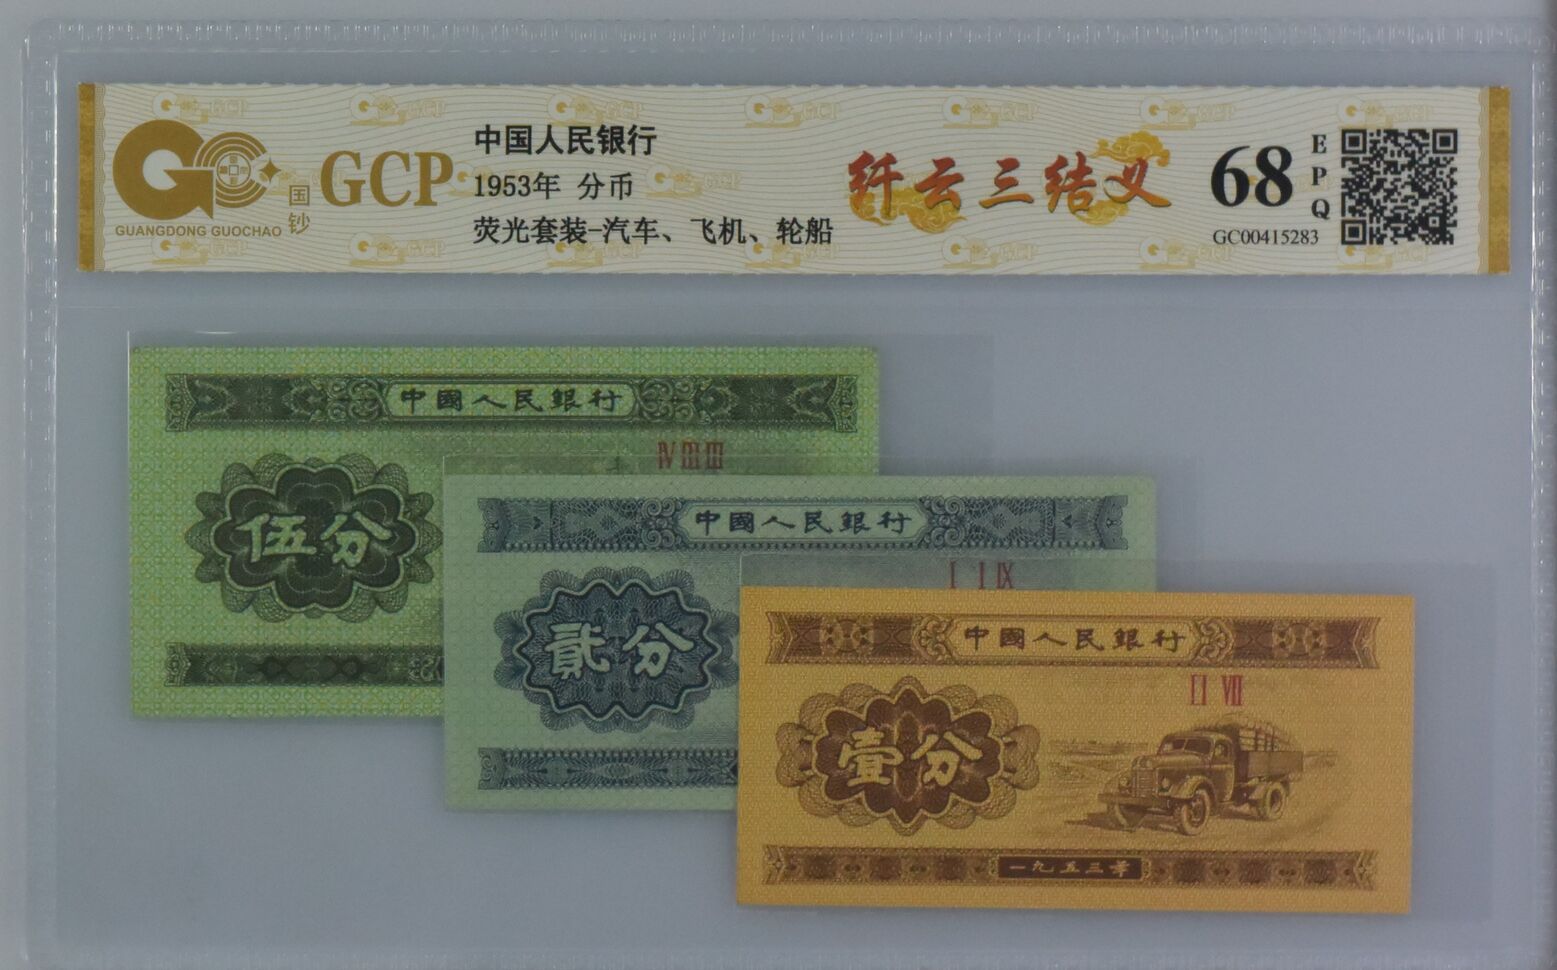 GUANGDONG GUOCHAO
国钞
GCP
中国人民银行
1953年 分币
荧光套装-汽车、飞机、轮船
纤云三结义
68
EPQ
GC00415283
中國人民銀行
Ⅳ Ⅲ Ⅲ
伍分
中國人民銀行
Ⅰ Ⅰ Ⅸ
貳分
中國人民銀行
Ⅰ Ⅰ Ⅶ
壹分
一九五三年